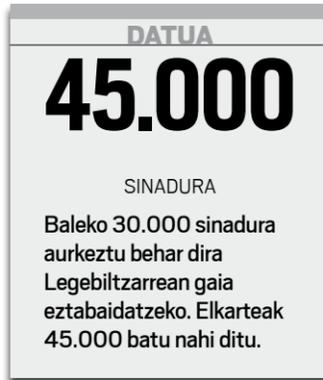 DATUA
45.000
SINADURA
Baleko 30.000 sinadura
aurkeztu behar dira
Legebiltzarrean gaia
eztabaidatzeko. Elkarteak
45.000 batu nahi ditu.